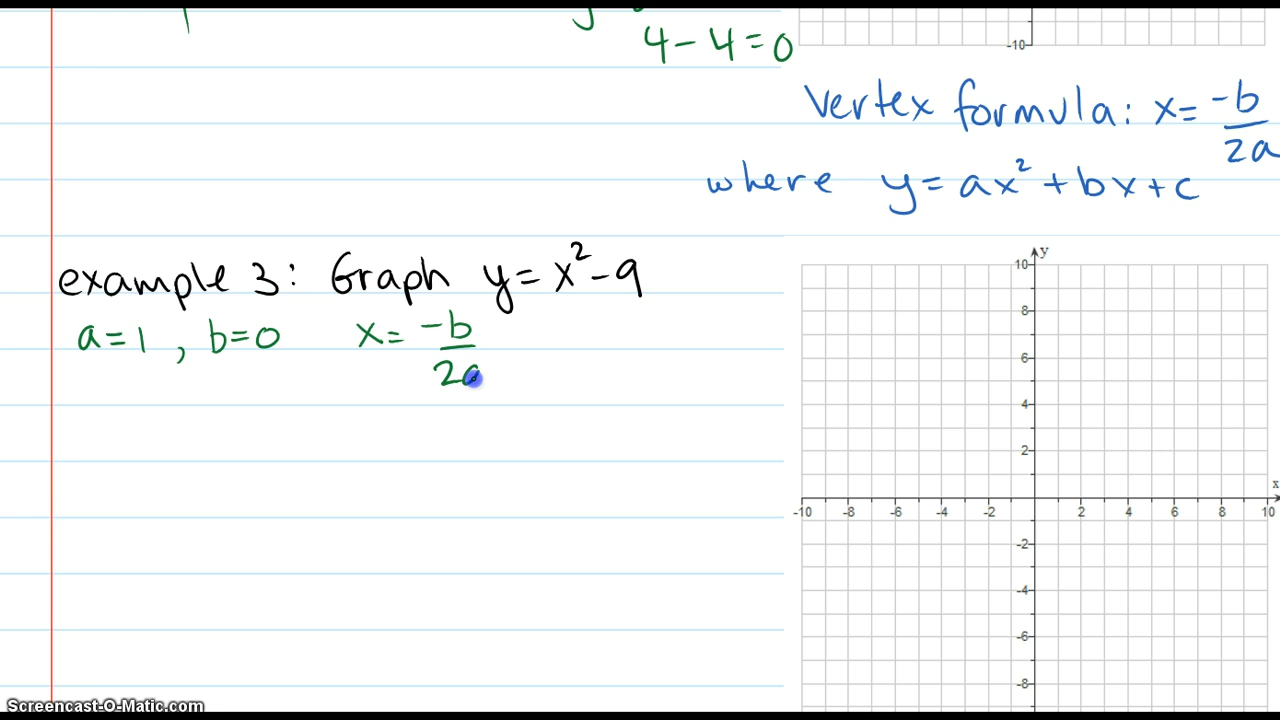 4 - 4 = 0
-10
Vertex formula: x = -b/2a
where y = ax² + bx + c
example 3: Graph y = x² - 9
a = 1 , b = 0 x = -b/2a
y
10
8
6
4
2
x
-10 -8 -6 -4 -2 2 4 6 8 10
-2
-4
-6
-8
Screencast-O-Matic.com